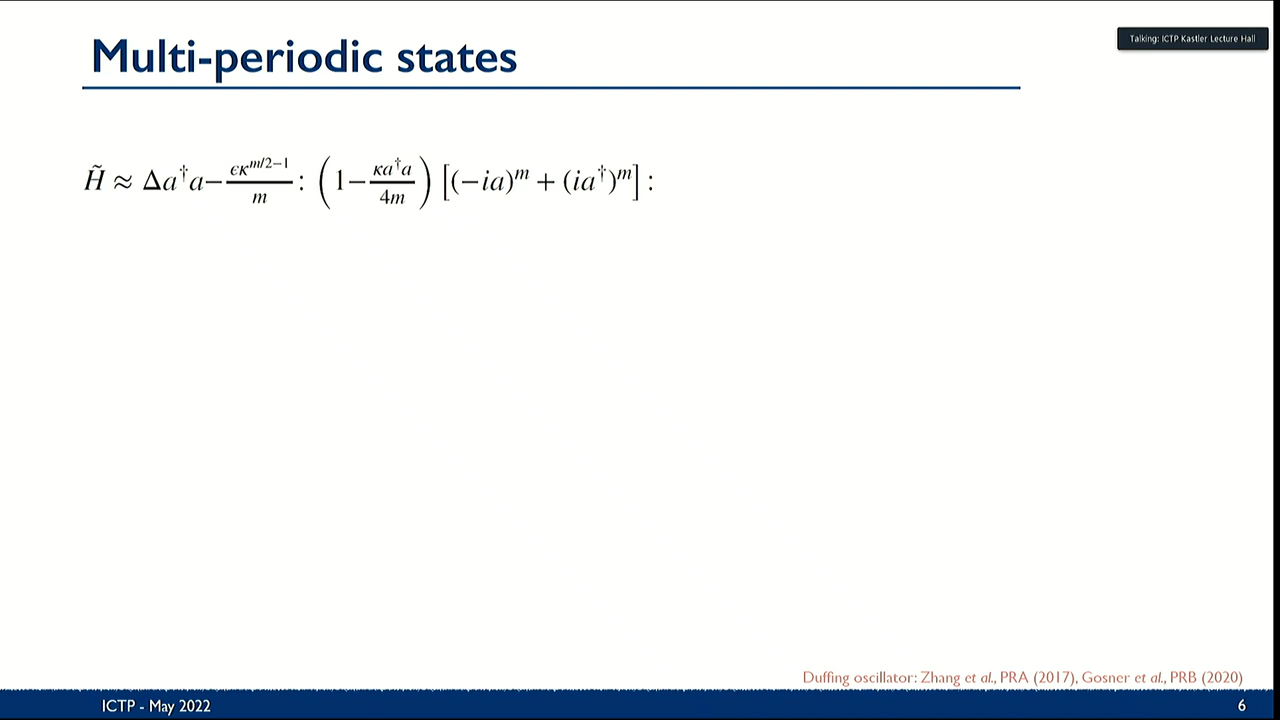 Multi-periodic states
Talking: ICTP Kastler Lecture Hall
H̃ ≈ Δa†a− ϵκ^{m/2−1}/m : (1− κa†a/4m) [(−ia)^m + (ia†)^m] :
Duffing oscillator: Zhang et al., PRA (2017), Gosner et al., PRB (2020)
ICTP - May 2022
6